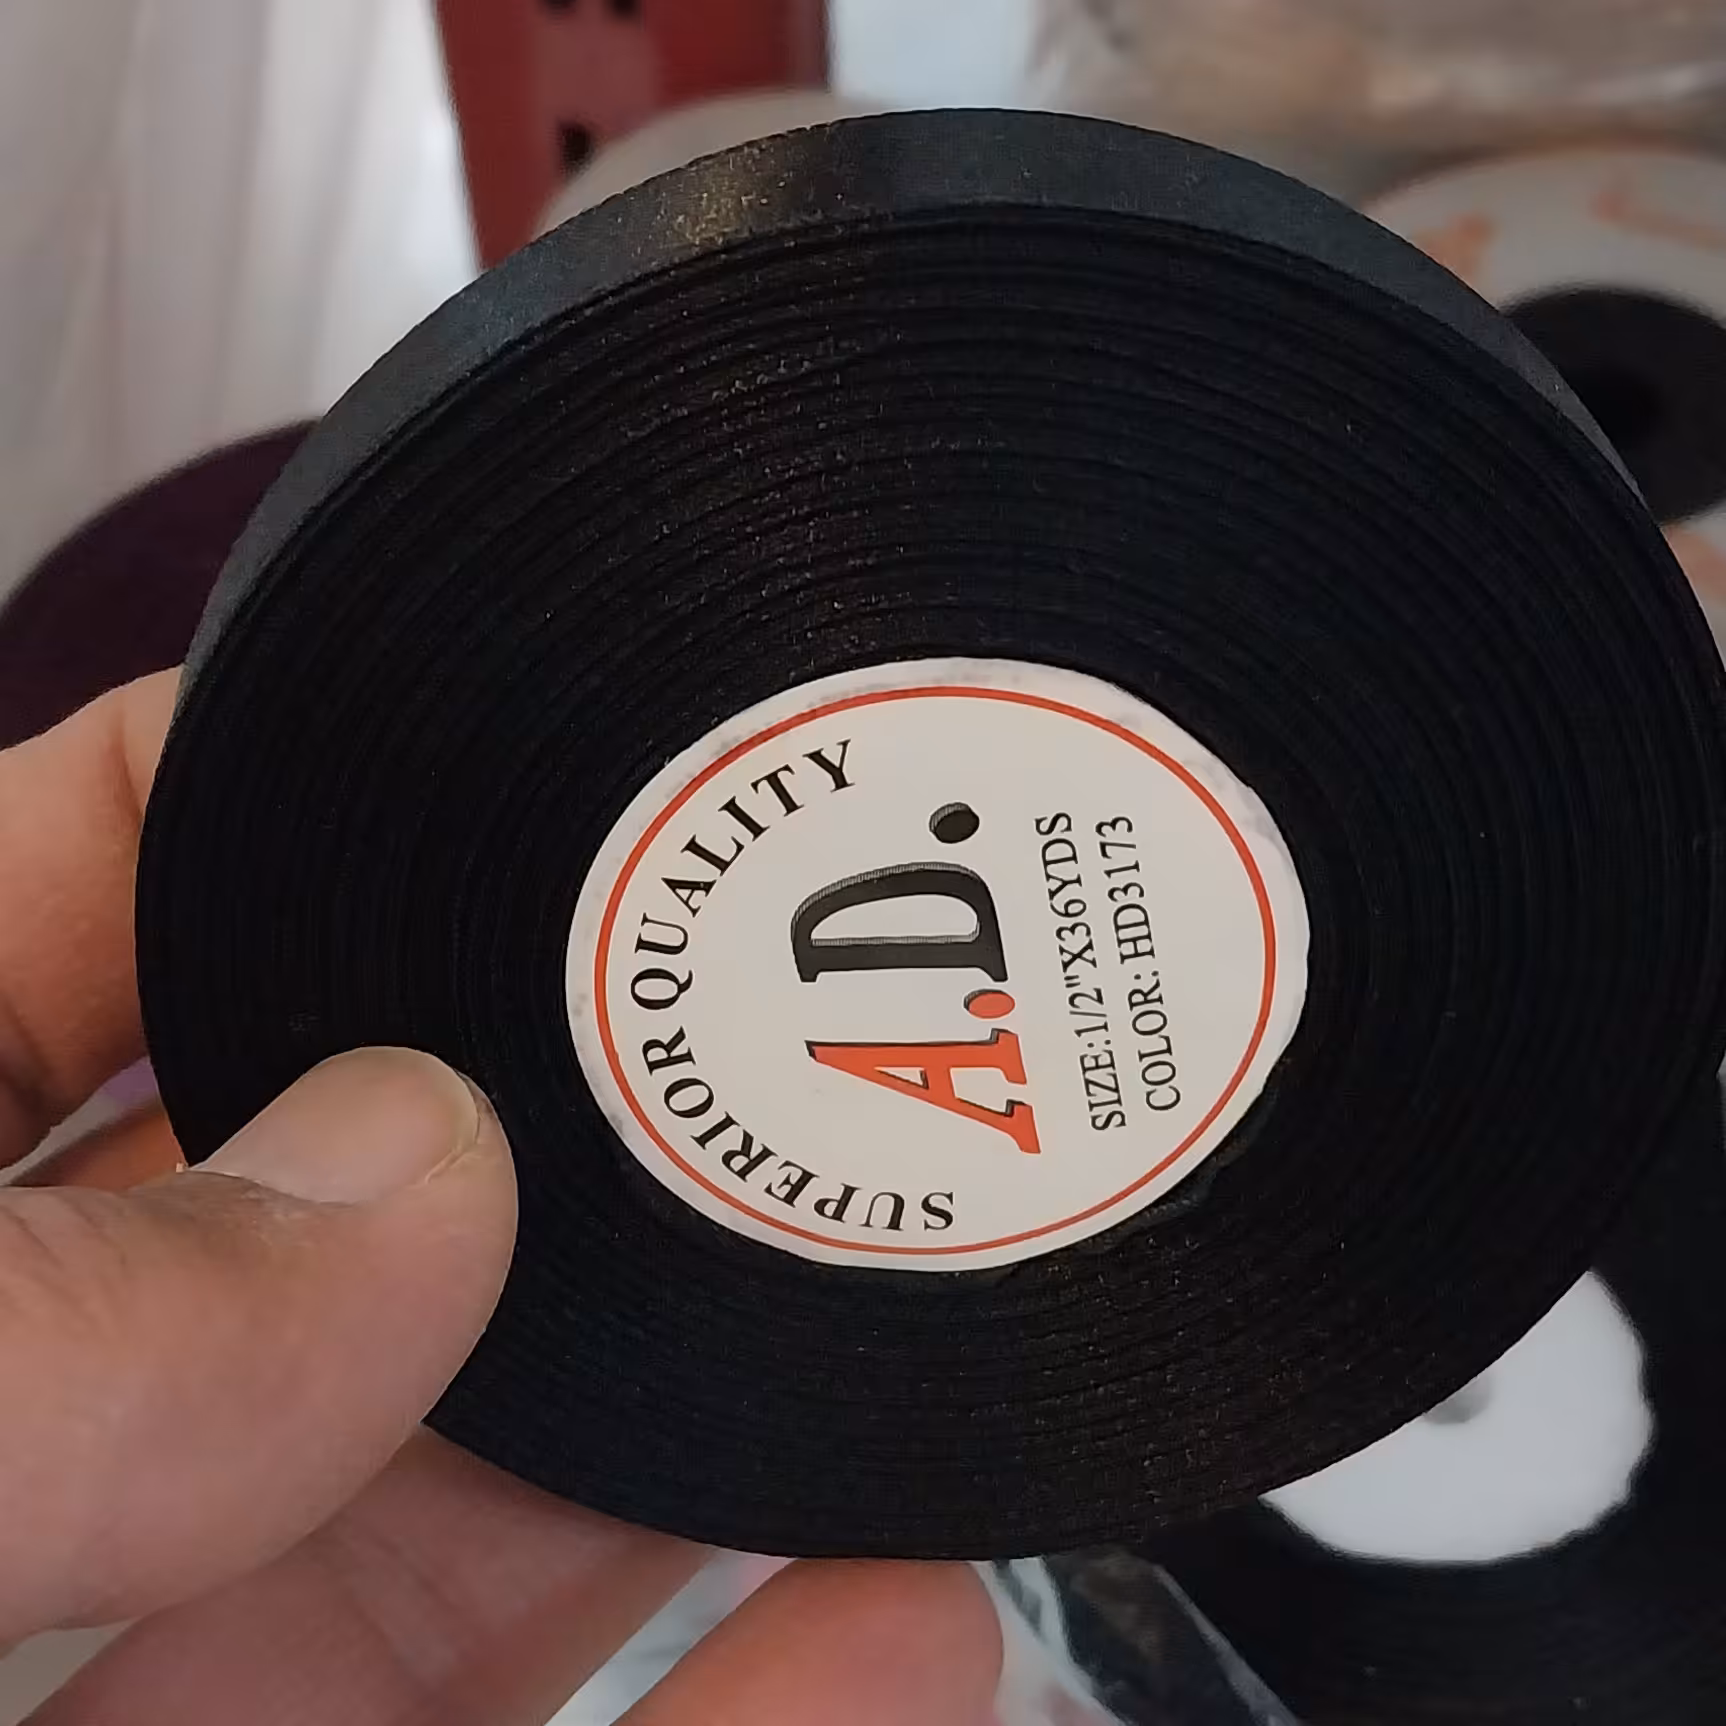 SUPERIOR QUALITY
A.D.
SIZE:1/2"X36YDS
COLOR: HD3173